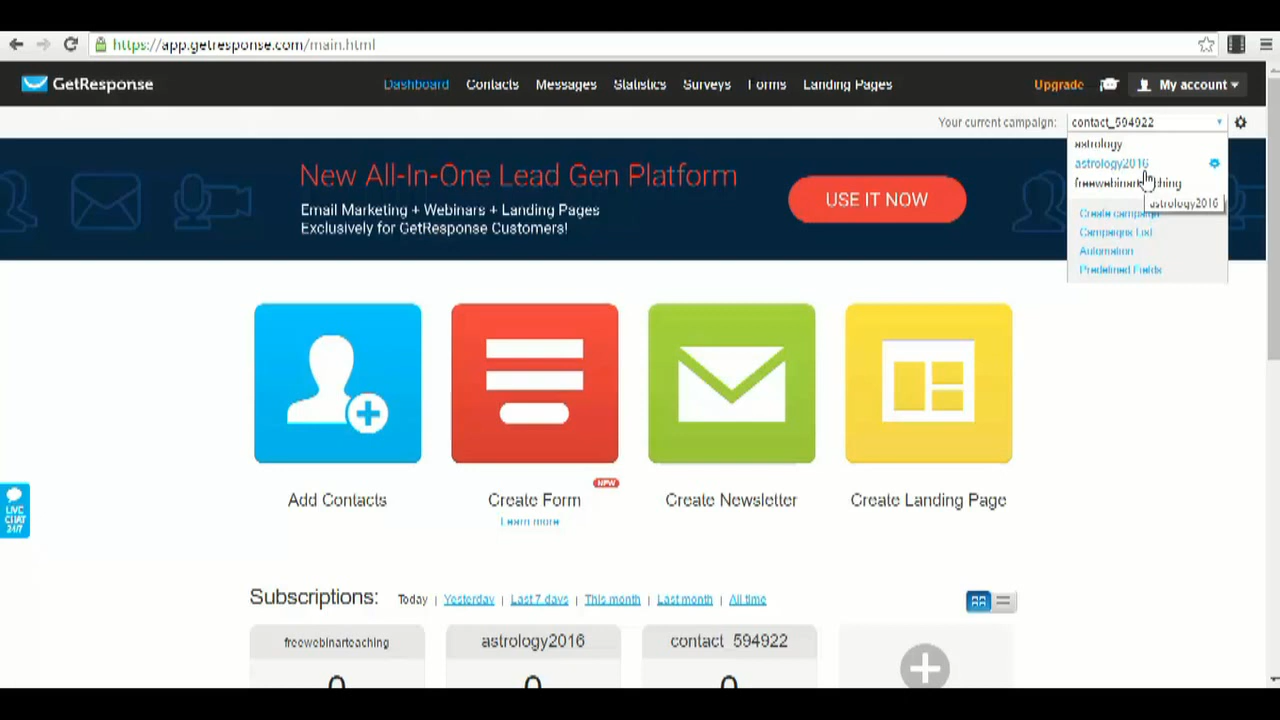 https://app.getresponse.com/main.html
GetResponse Dashboard Contacts Messages Statistics Surveys Forms Landing Pages Upgrade My account
Your current campaign: contact_594922
astrology
astrology2016
freewebinarteaching
astrology2016
Create campaign
Campaigns List
Automation
Predefined Fields
New All-In-One Lead Gen Platform
Email Marketing + Webinars + Landing Pages
Exclusively for GetResponse Customers!
USE IT NOW
Add Contacts
NEW
Create Form
Learn more
Create Newsletter
Create Landing Page
LIVE
CHAT
24/7
Subscriptions: Today | Yesterday | Last 7 days | This month | Last month | All time
freewebinarteaching astrology2016 contact_594922
0 0 0